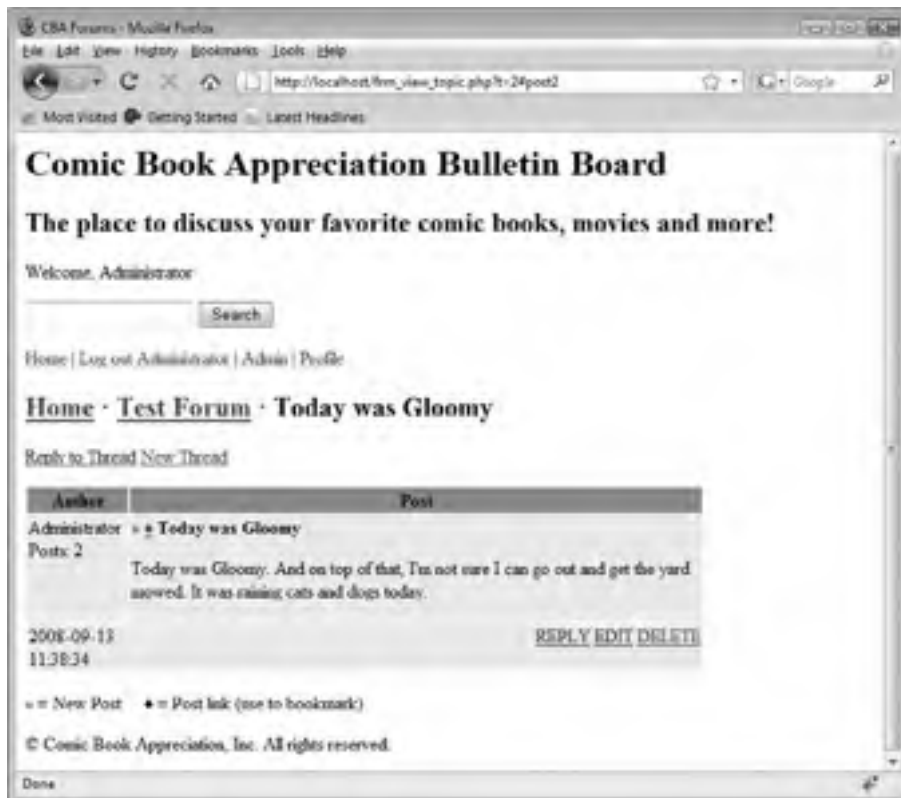 CBA Forums - Mozilla Firefox
File Edit View History Bookmarks Tools Help
http://localhost/frm_view_topic.php?t=2#post2
Google
Most Visited Getting Started Latest Headlines
Comic Book Appreciation Bulletin Board
The place to discuss your favorite comic books, movies and more!
Welcome, Administrator
Search
Home | Log out Administrator | Admin | Profile
Home · Test Forum · Today was Gloomy
Reply to Thread New Thread
Author Post
Administrator » ♦ Today was Gloomy
Posts: 2
Today was Gloomy. And on top of that, I'm not sure I can go out and get the yard
mowed. It was raining cats and dogs today.
2008-09-13
11:38:34
REPLY EDIT DELETE
» = New Post ♦ = Post link (use to bookmark)
© Comic Book Appreciation, Inc. All rights reserved.
Done